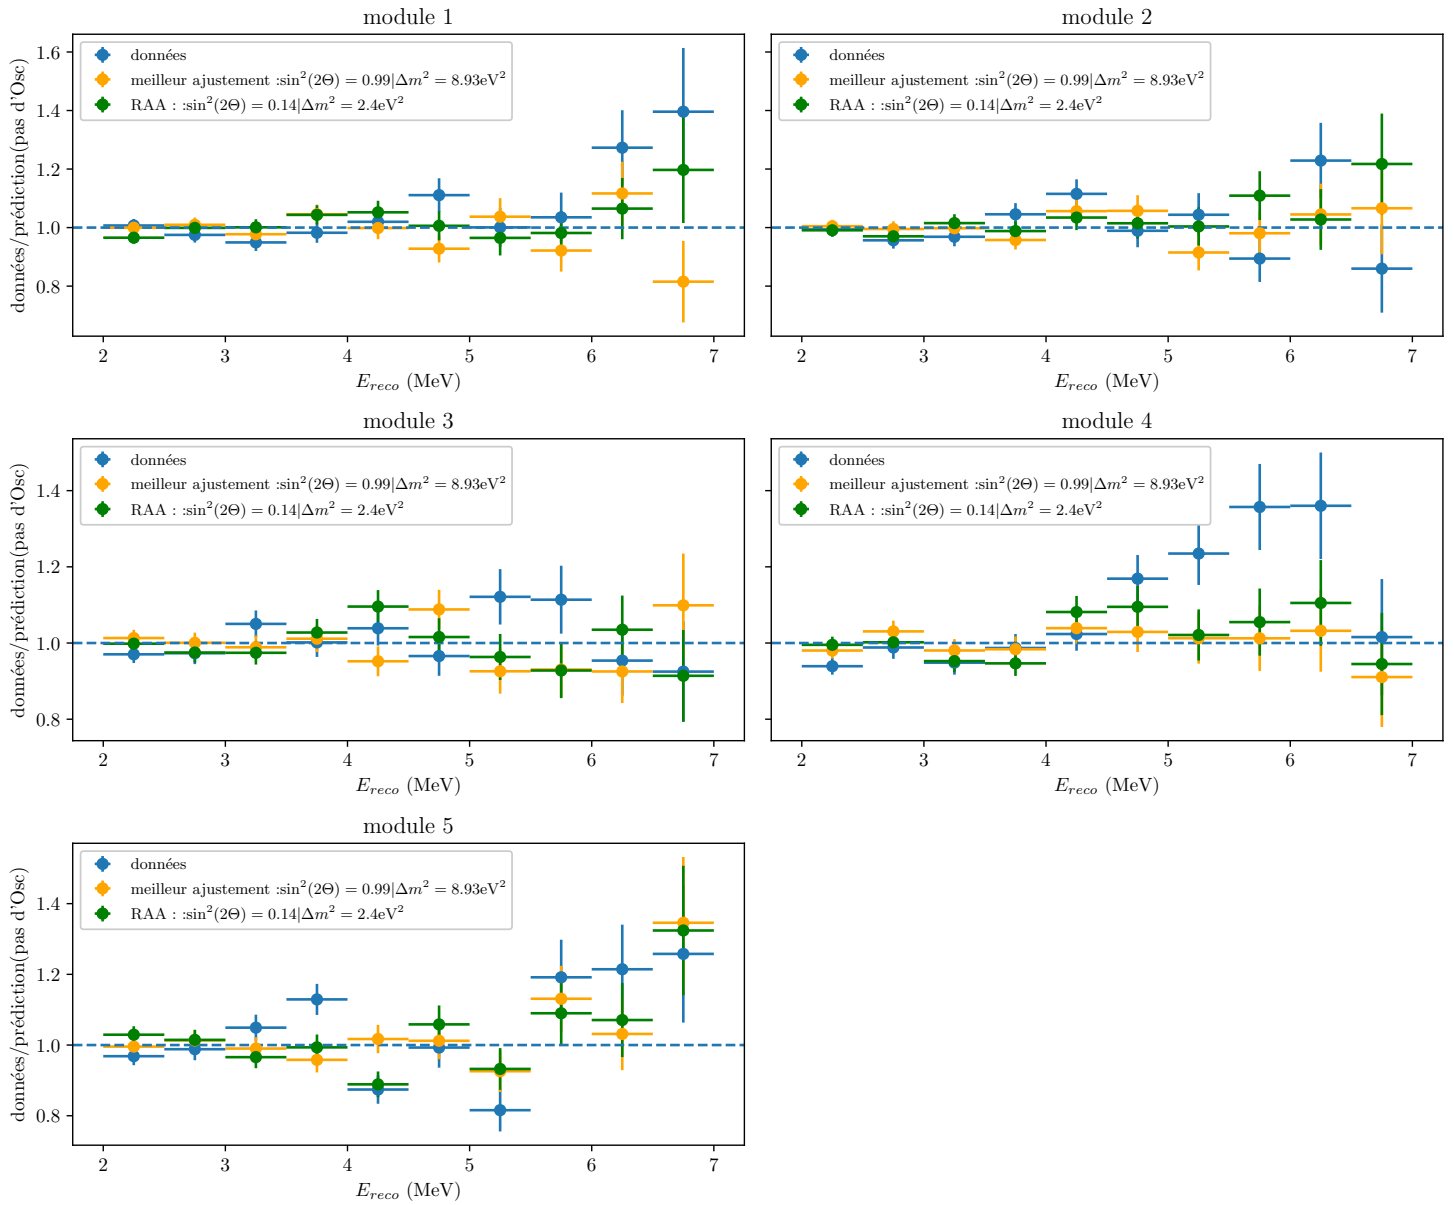 module 1
données/prédiction(pas d'Osc)
1.6
1.4
1.2
1.0
0.8
données
meilleur ajustement :sin²(2Θ) = 0.99|Δm² = 8.93eV²
RAA : :sin²(2Θ) = 0.14|Δm² = 2.4eV²
2 3 4 5 6 7
E_reco (MeV)
module 2
données
meilleur ajustement :sin²(2Θ) = 0.99|Δm² = 8.93eV²
RAA : :sin²(2Θ) = 0.14|Δm² = 2.4eV²
2 3 4 5 6 7
E_reco (MeV)
module 3
données/prédiction(pas d'Osc)
1.4
1.2
1.0
0.8
données
meilleur ajustement :sin²(2Θ) = 0.99|Δm² = 8.93eV²
RAA : :sin²(2Θ) = 0.14|Δm² = 2.4eV²
2 3 4 5 6 7
E_reco (MeV)
module 4
données
meilleur ajustement :sin²(2Θ) = 0.99|Δm² = 8.93eV²
RAA : :sin²(2Θ) = 0.14|Δm² = 2.4eV²
2 3 4 5 6 7
E_reco (MeV)
module 5
données/prédiction(pas d'Osc)
1.4
1.2
1.0
0.8
données
meilleur ajustement :sin²(2Θ) = 0.99|Δm² = 8.93eV²
RAA : :sin²(2Θ) = 0.14|Δm² = 2.4eV²
2 3 4 5 6 7
E_reco (MeV)